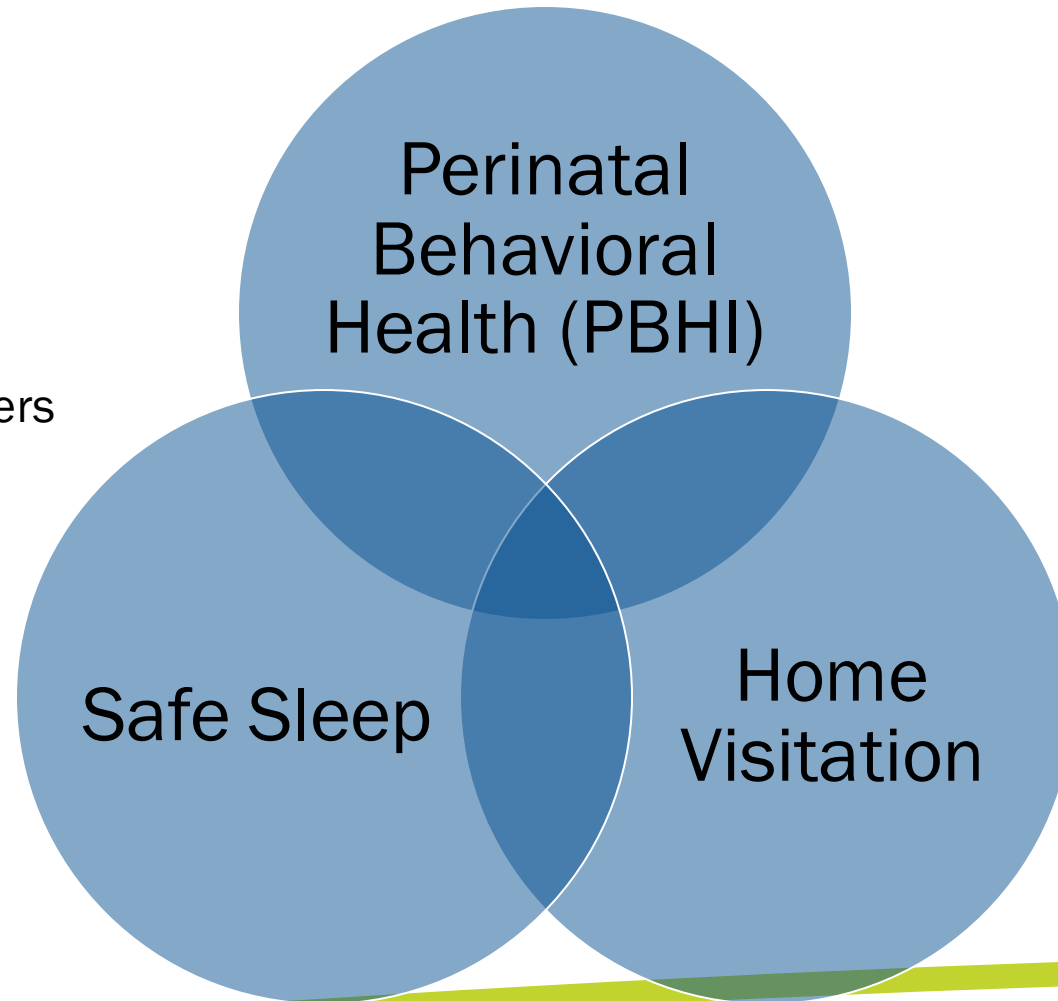 Perinatal
Behavioral
Health (PBHI)
ers
Safe Sleep
Home
Visitation